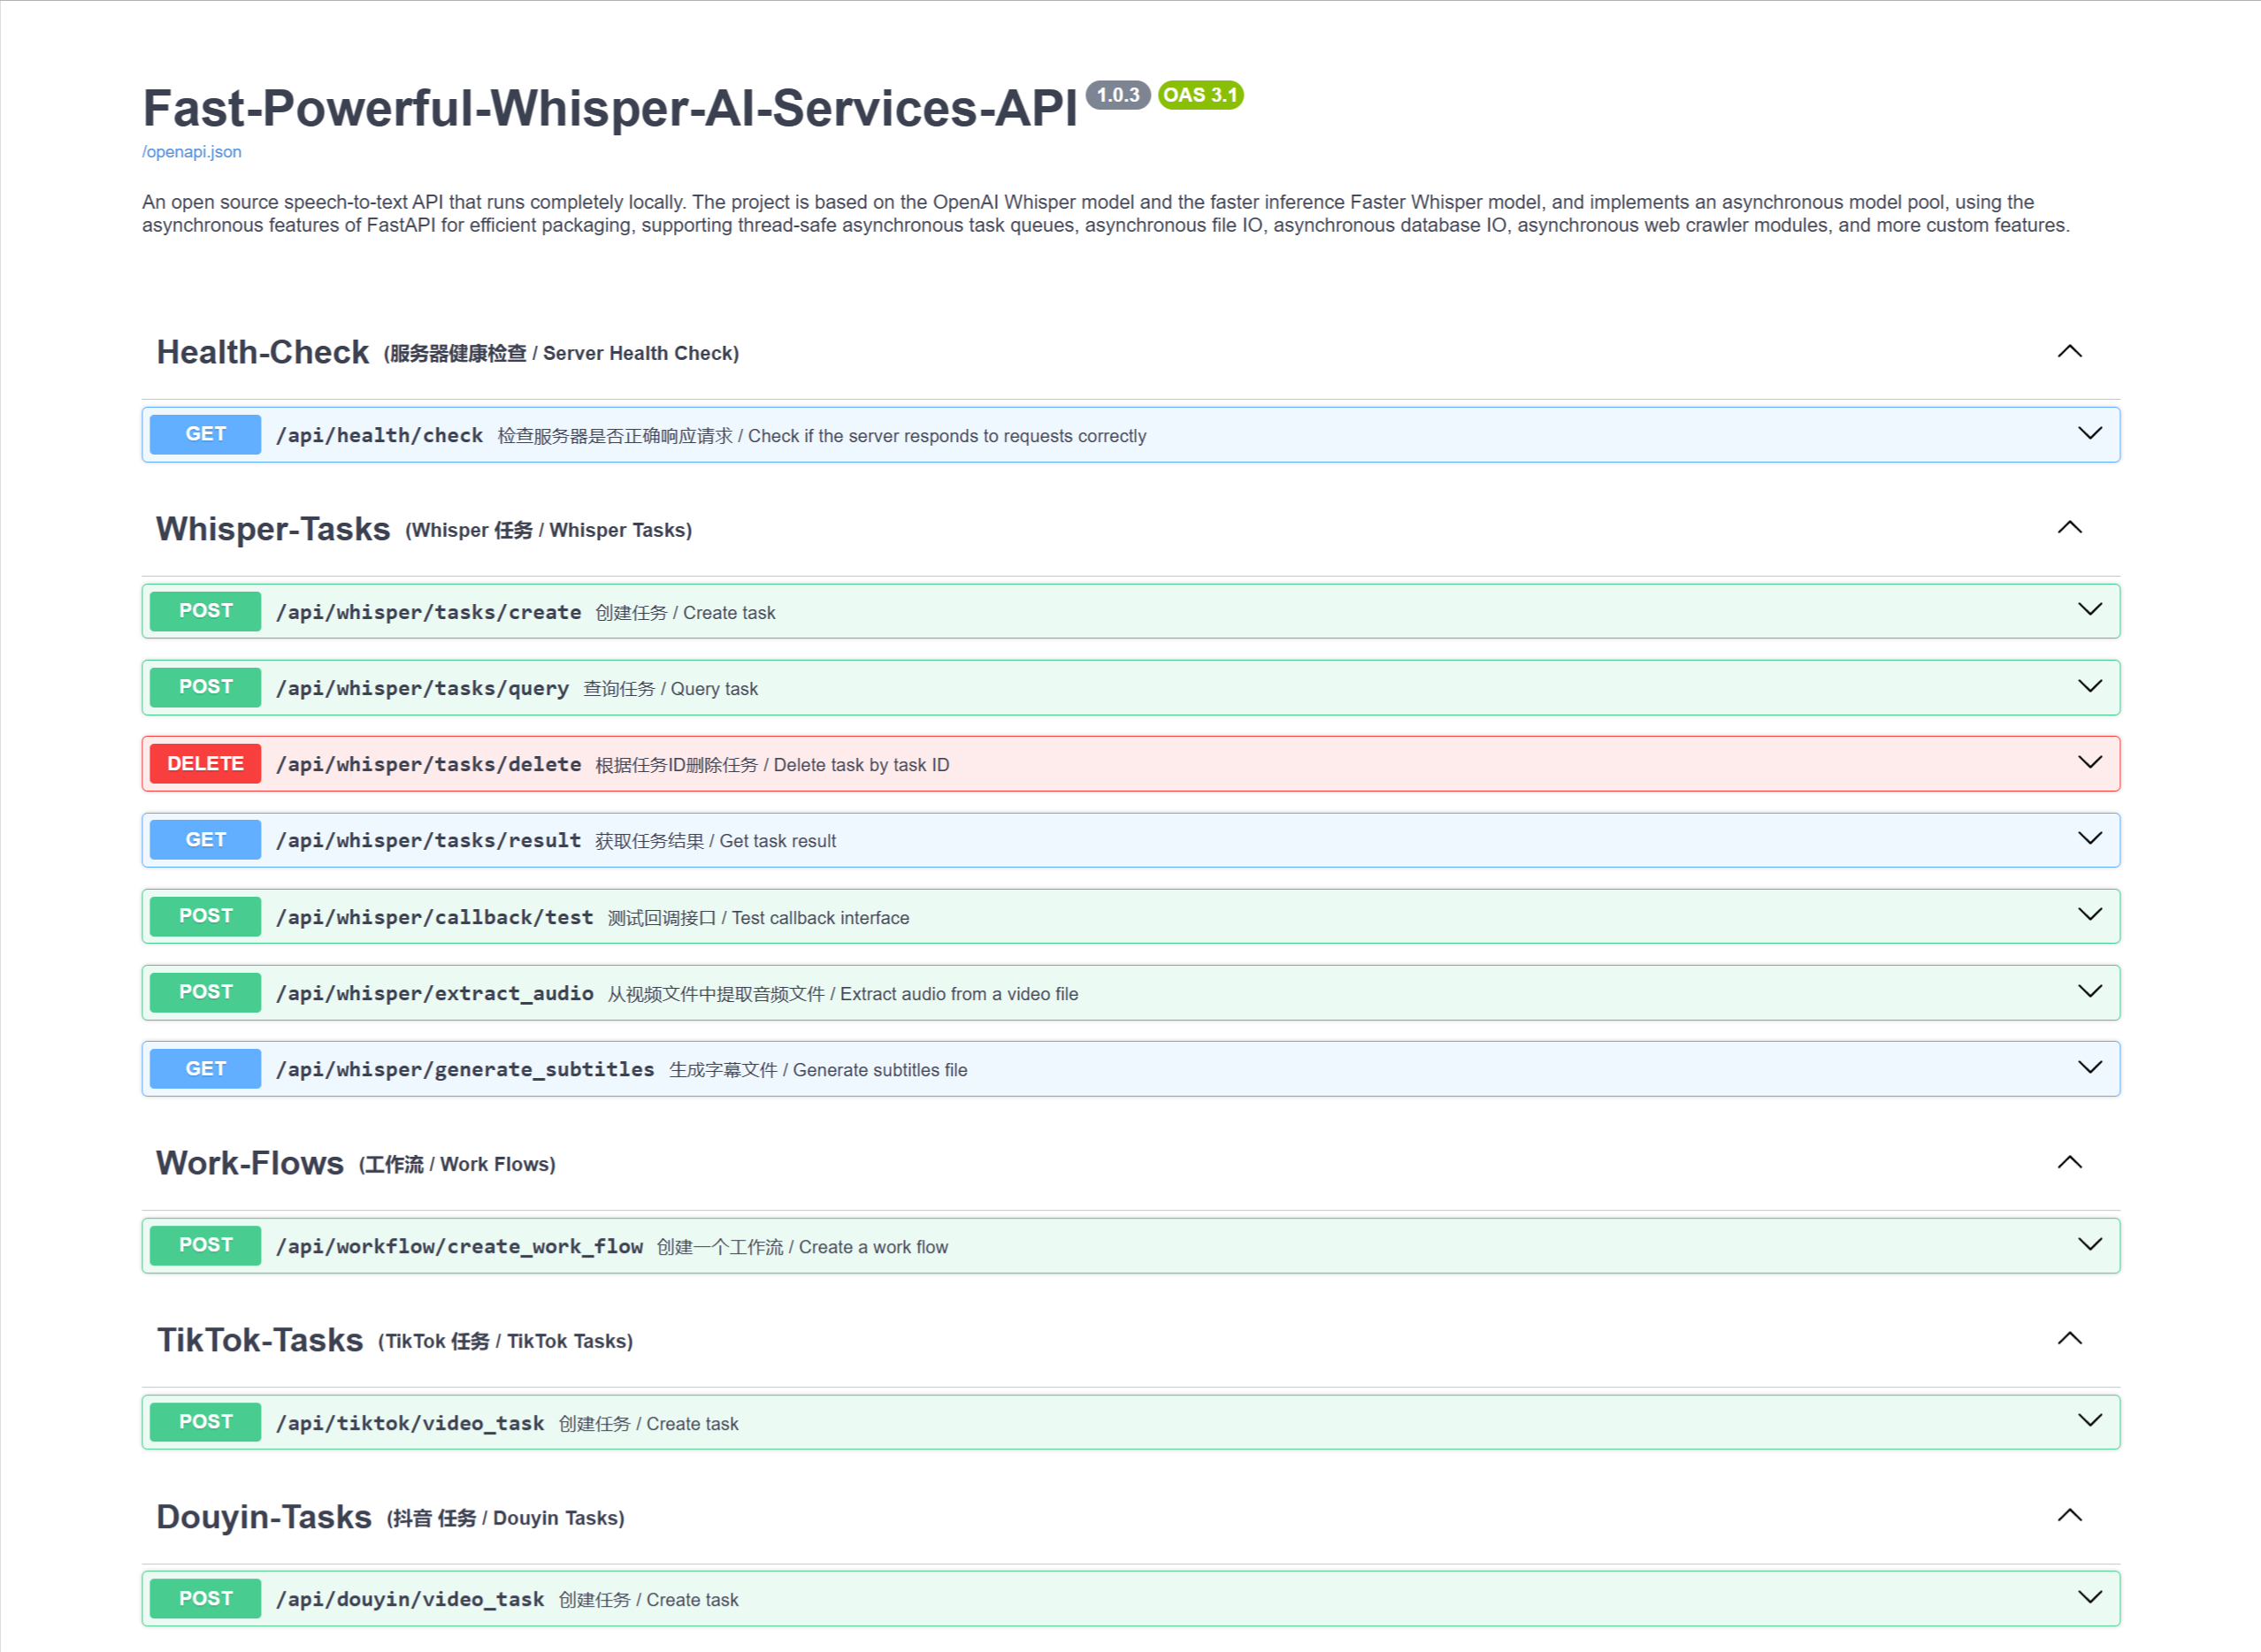 Fast-Powerful-Whisper-AI-Services-API 1.0.3 OAS 3.1
/openapi.json
An open source speech-to-text API that runs completely locally. The project is based on the OpenAI Whisper model and the faster inference Faster Whisper model, and implements an asynchronous model pool, using the
asynchronous features of FastAPI for efficient packaging, supporting thread-safe asynchronous task queues, asynchronous file IO, asynchronous database IO, asynchronous web crawler modules, and more custom features.
Health-Check (服务器健康检查 / Server Health Check)
GET /api/health/check 检查服务器是否正确响应请求 / Check if the server responds to requests correctly
Whisper-Tasks (Whisper 任务 / Whisper Tasks)
POST /api/whisper/tasks/create 创建任务 / Create task
POST /api/whisper/tasks/query 查询任务 / Query task
DELETE /api/whisper/tasks/delete 根据任务ID删除任务 / Delete task by task ID
GET /api/whisper/tasks/result 获取任务结果 / Get task result
POST /api/whisper/callback/test 测试回调接口 / Test callback interface
POST /api/whisper/extract_audio 从视频文件中提取音频文件 / Extract audio from a video file
GET /api/whisper/generate_subtitles 生成字幕文件 / Generate subtitles file
Work-Flows (工作流 / Work Flows)
POST /api/workflow/create_work_flow 创建一个工作流 / Create a work flow
TikTok-Tasks (TikTok 任务 / TikTok Tasks)
POST /api/tiktok/video_task 创建任务 / Create task
Douyin-Tasks (抖音 任务 / Douyin Tasks)
POST /api/douyin/video_task 创建任务 / Create task